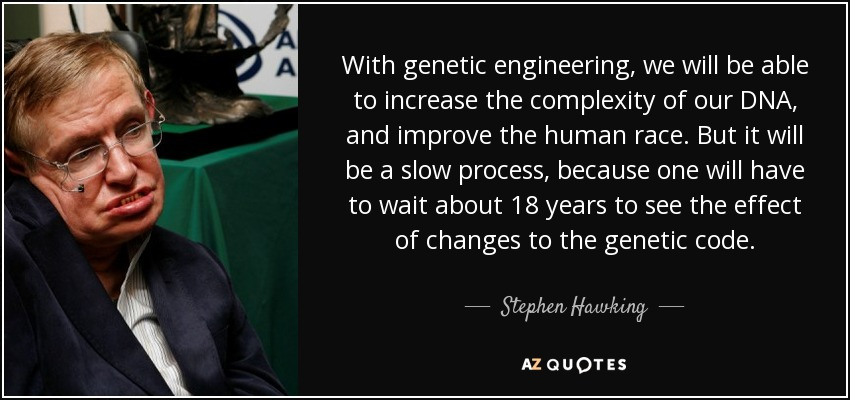 A
A
With genetic engineering, we will be able
to increase the complexity of our DNA,
and improve the human race. But it will
be a slow process, because one will have
to wait about 18 years to see the effect
of changes to the genetic code.
Stephen Hawking
AZ QUOTES